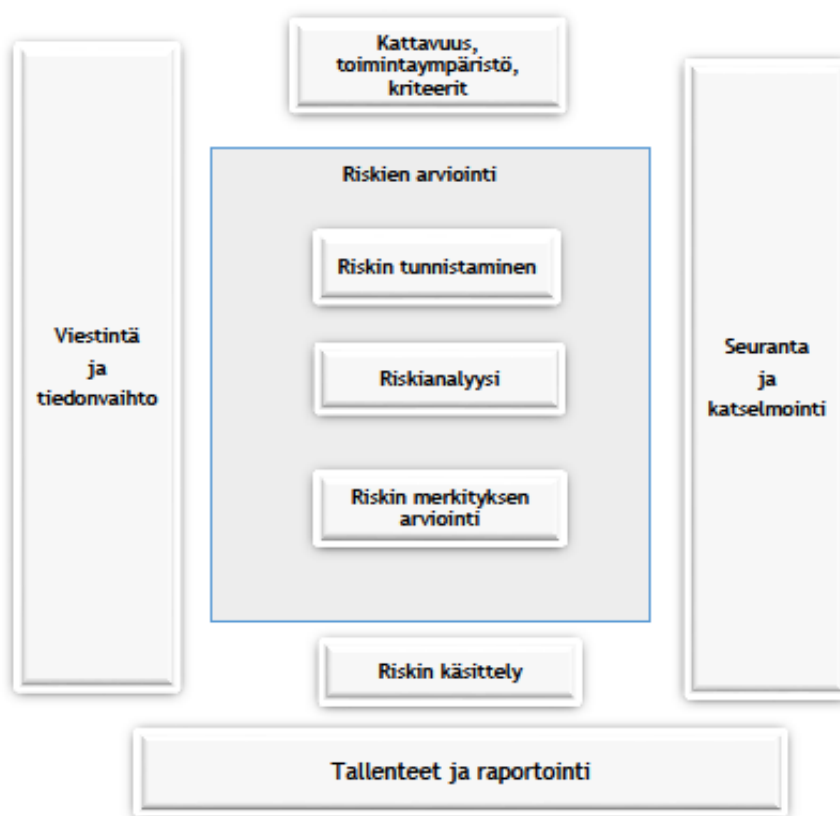 Kattavuus,
toimintaympäristö,
kriteerit
Riskien arviointi
Riskin tunnistaminen
Viestintä
ja
tiedonvaihto
Riskianalyysi
Seuranta
ja
katselmointi
Riskin merkityksen
arviointi
Riskin käsittely
Tallenteet ja raportointi